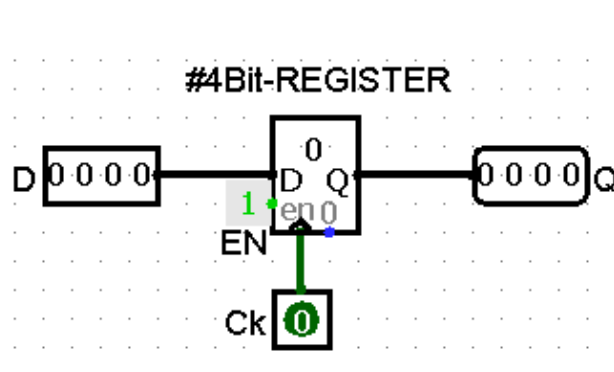 #4Bit-REGISTER
0
D 0 0 0 0 D Q 0 0 0 0 Q
1 en 0
EN
Ck 0